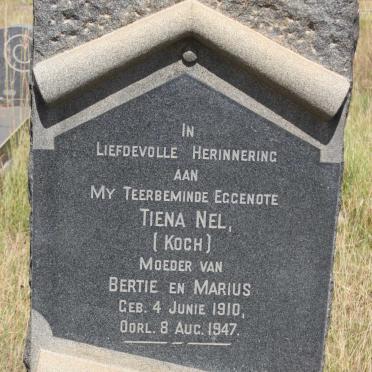 In
Liefdevolle Herinnering
aan
My Teerbeminde Eggenote
Tiena Nel,
(Koch)
Moeder van
Bertie en Marius
Geb. 4 Junie 1910,
Oorl. 8 Aug. 1947.